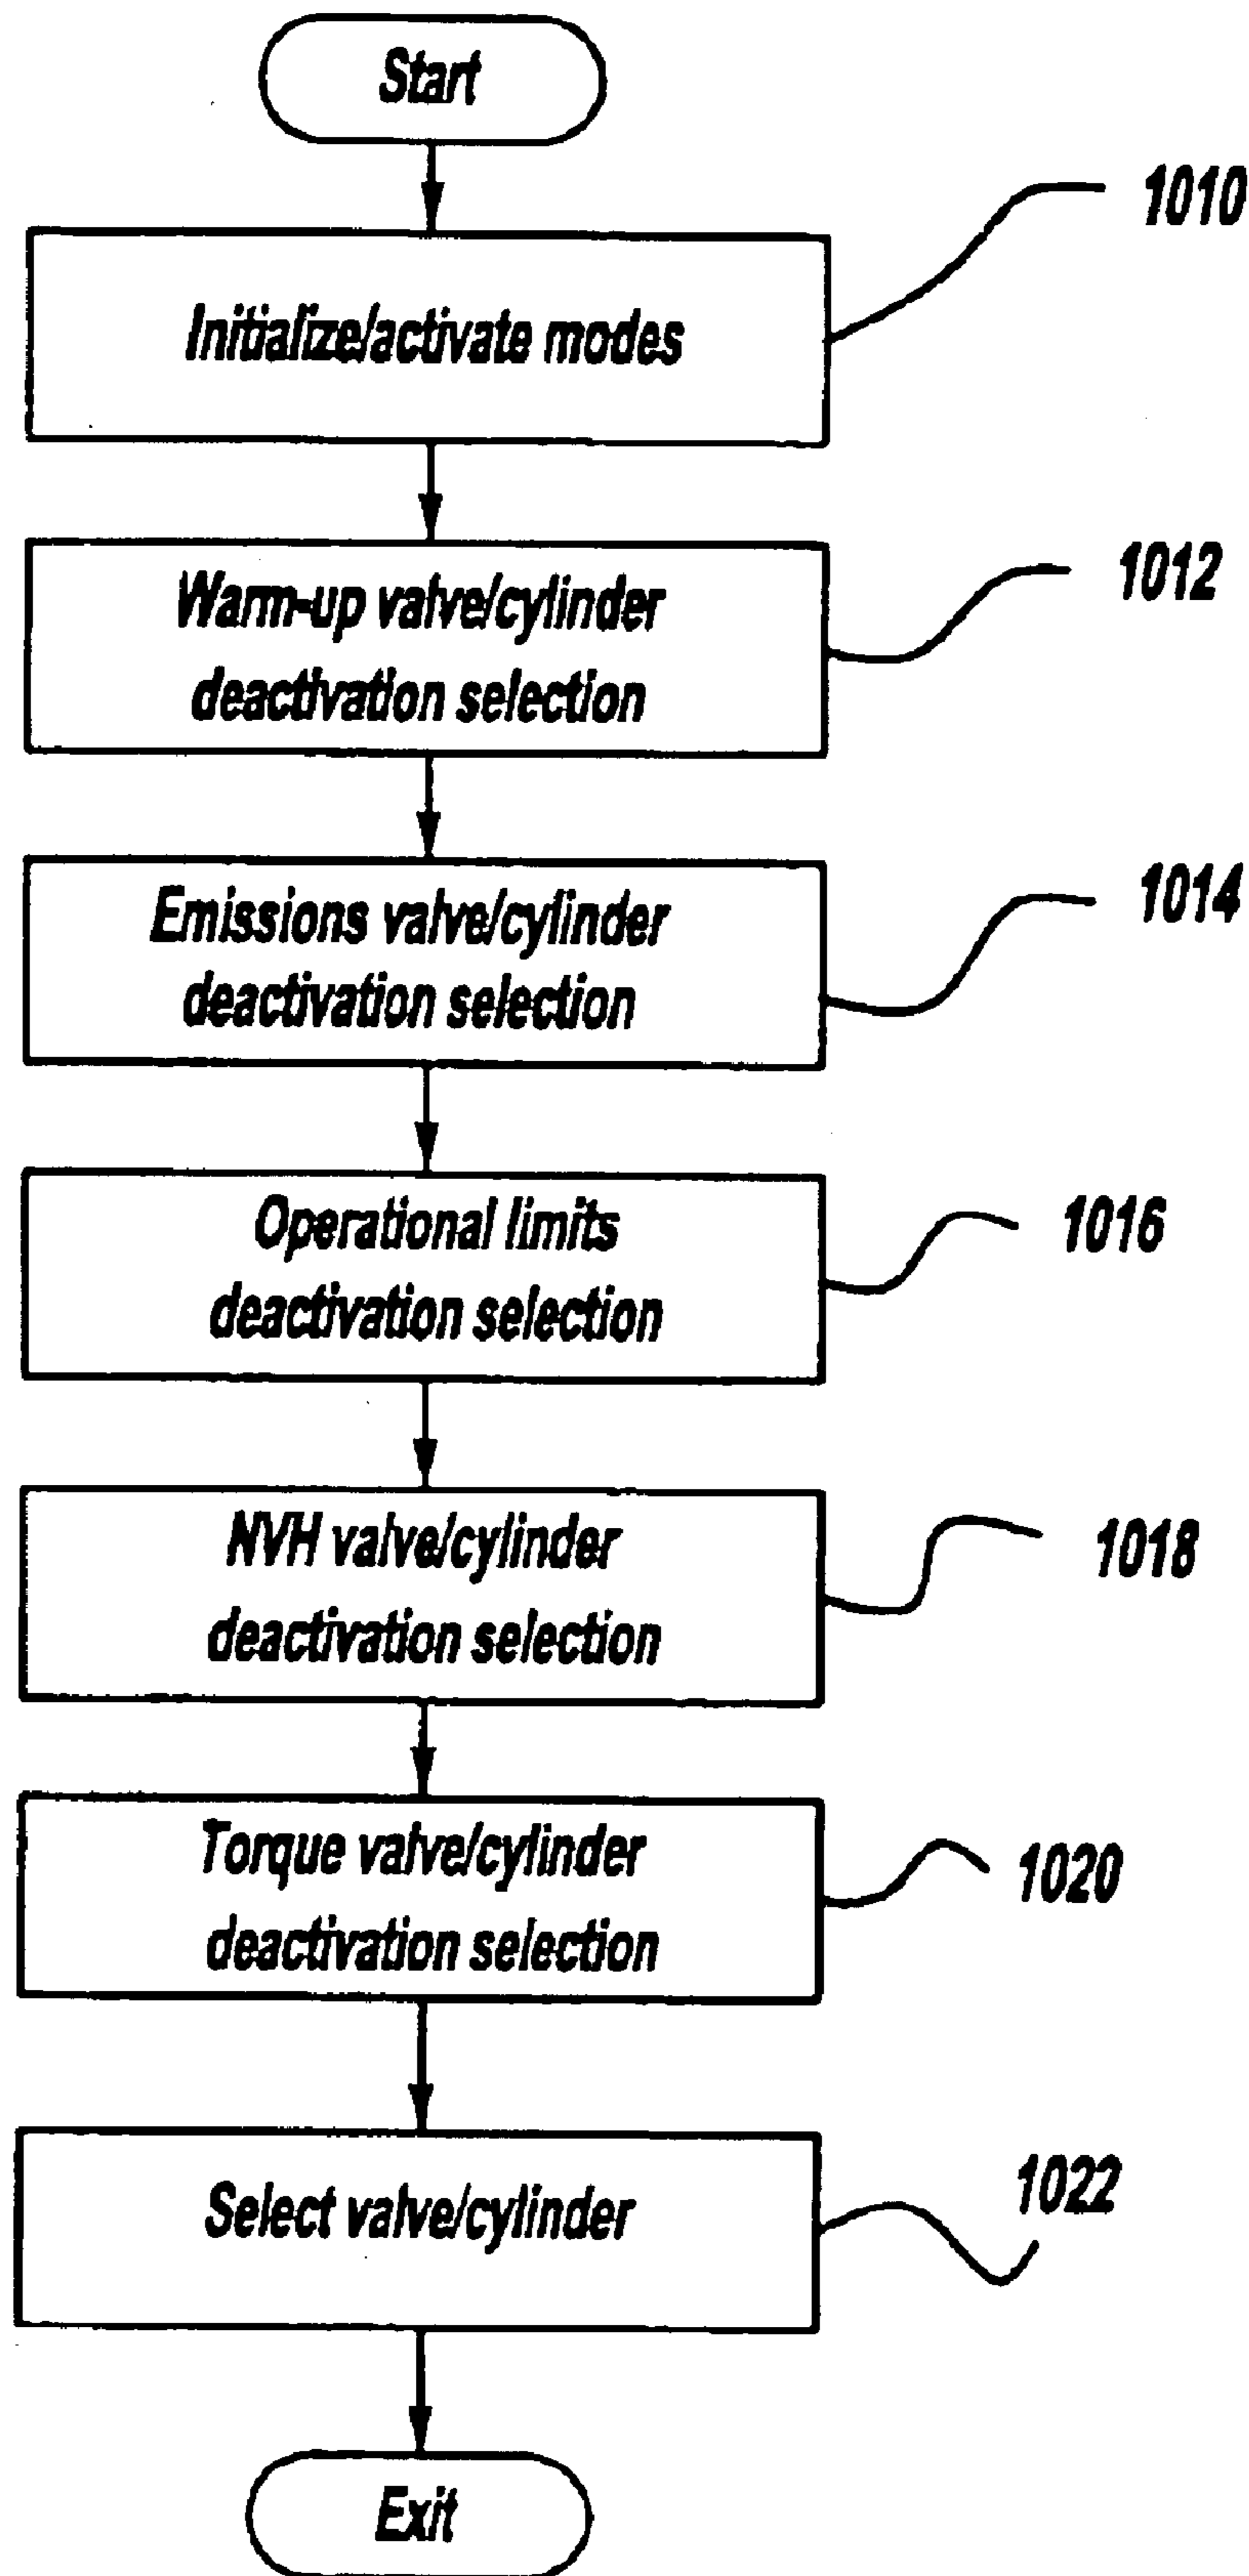 Start
1010
Initialize/activate modes
1012
Warm-up valve/cylinder
deactivation selection
1014
Emissions valve/cylinder
deactivation selection
1016
Operational limits
deactivation selection
1018
NVH valve/cylinder
deactivation selection
1020
Torque valve/cylinder
deactivation selection
1022
Select valve/cylinder
Exit